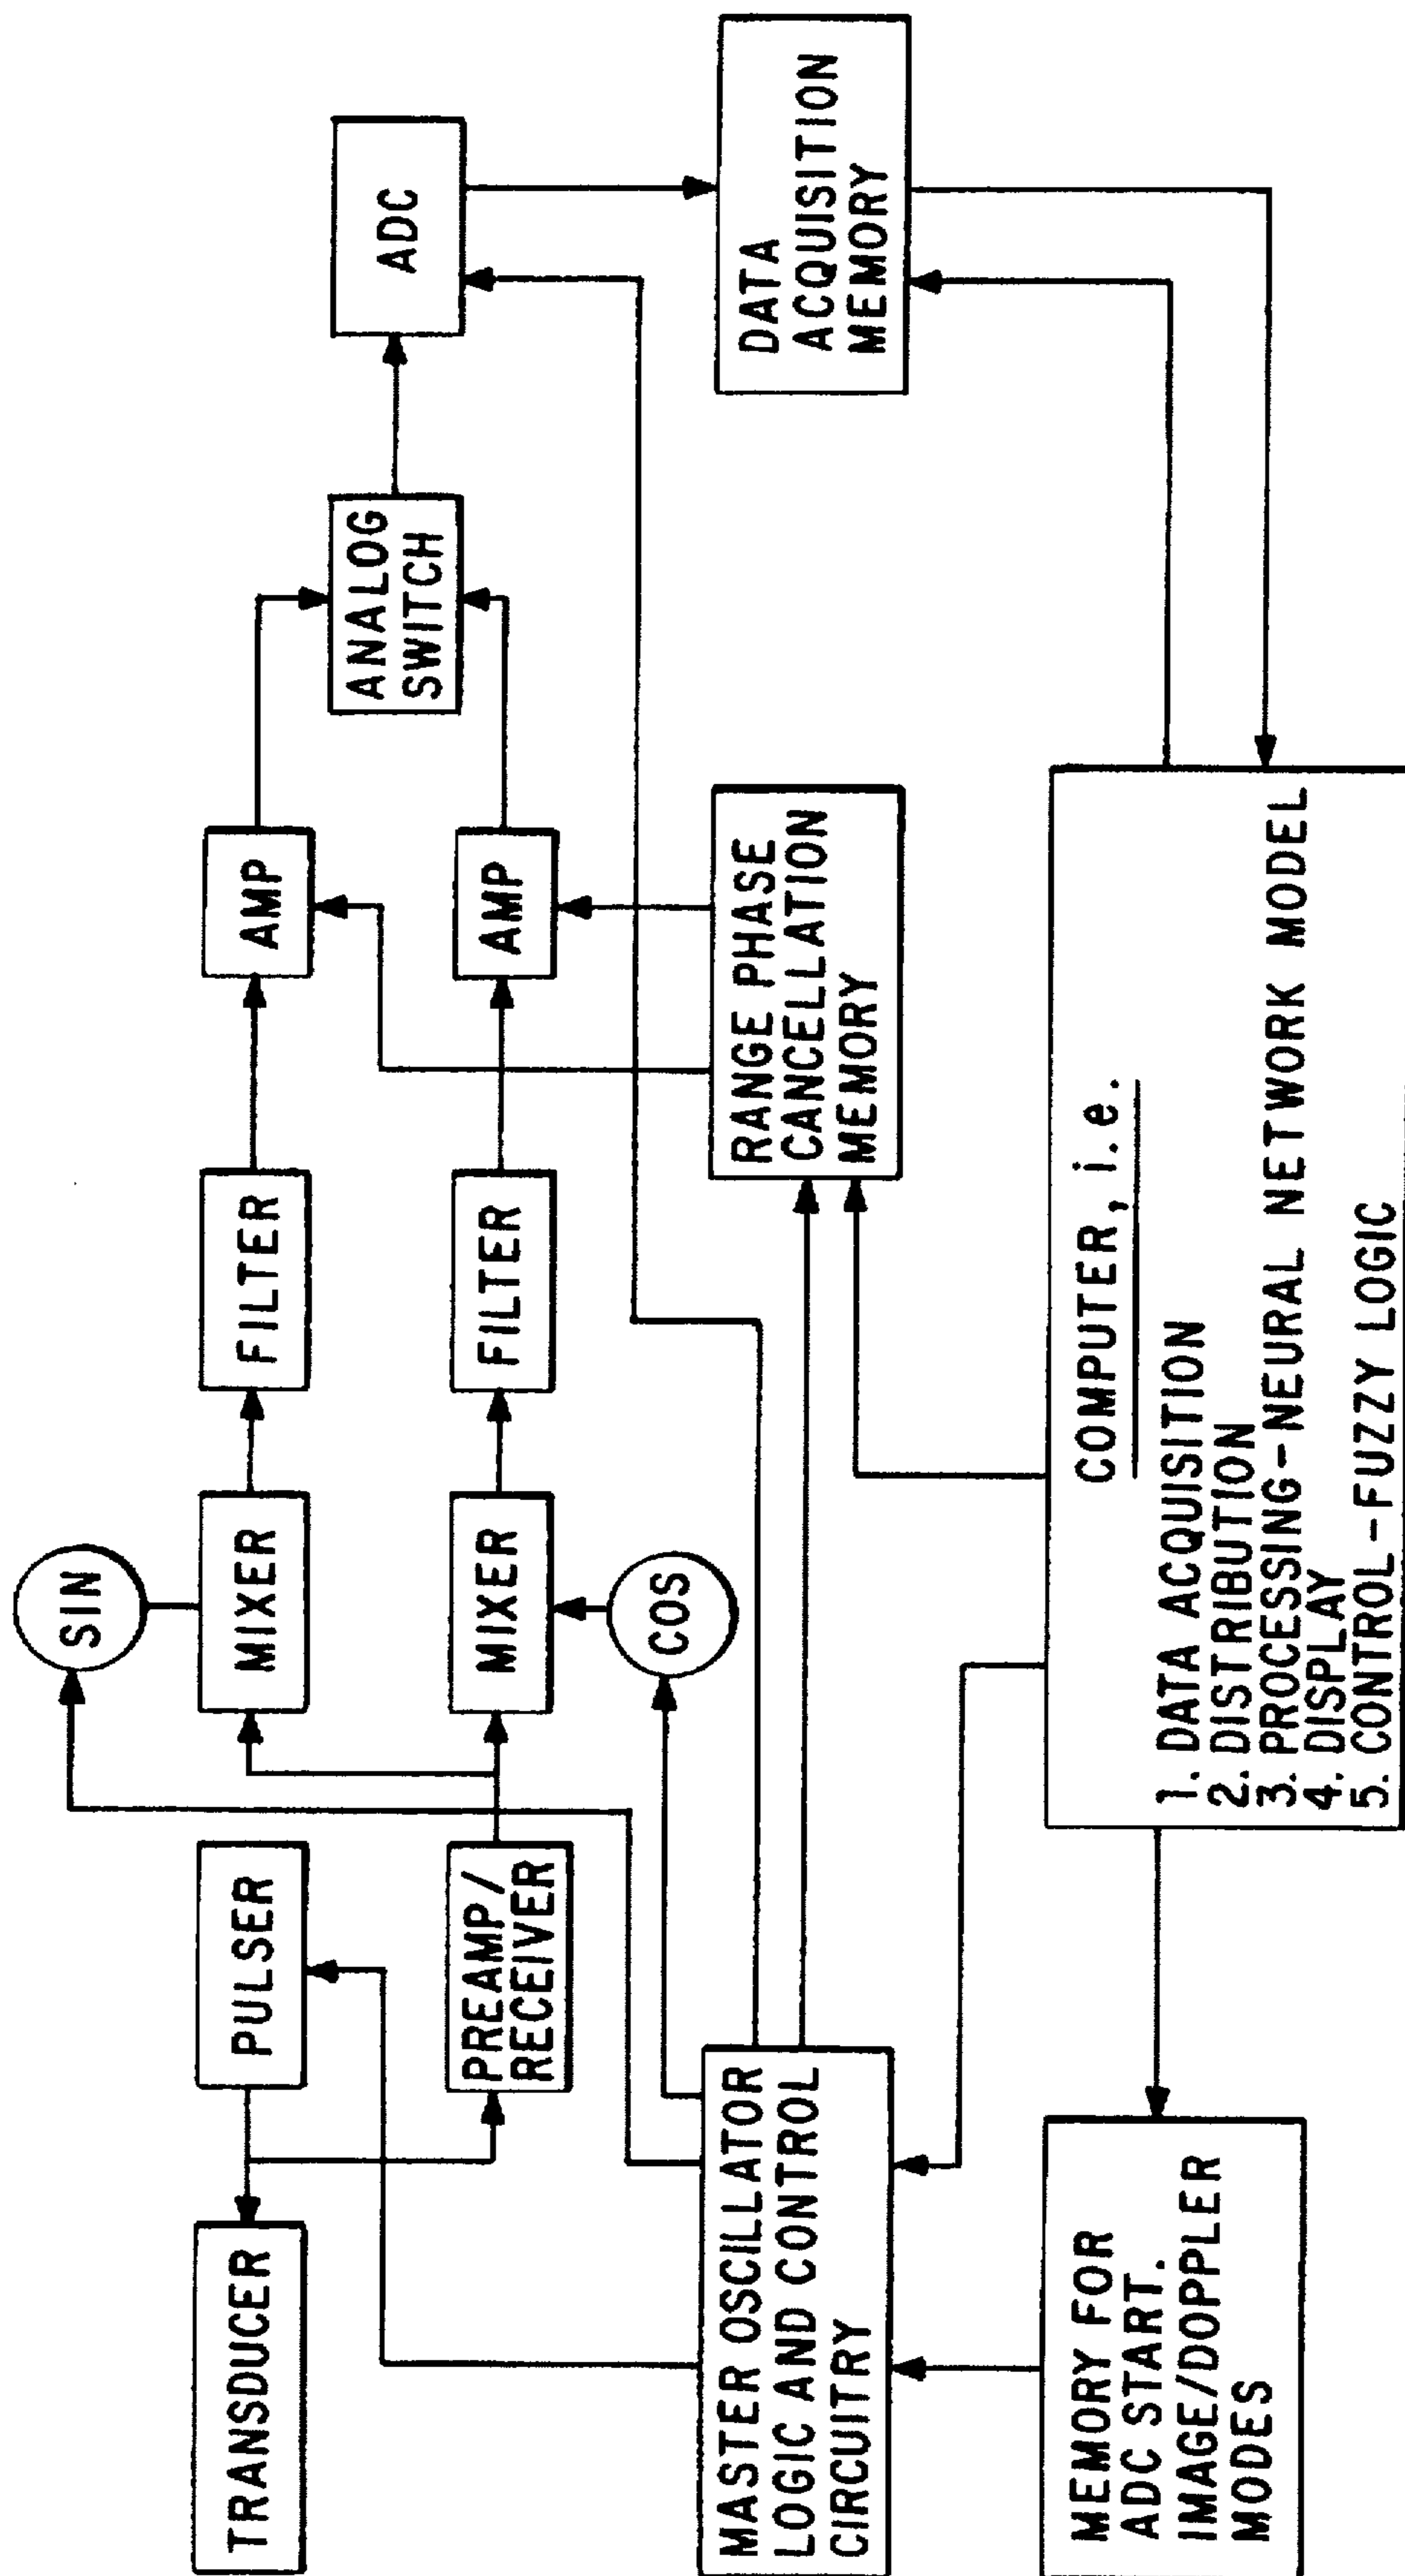 TRANSDUCER
PULSER
SIN
MIXER
FILTER
AMP
ANALOG
SWITCH
ADC
PREAMP/
RECEIVER
MIXER
FILTER
AMP
COS
MASTER OSCILLATOR
LOGIC AND CONTROL
CIRCUITRY
RANGE PHASE
CANCELLATION
MEMORY
DATA
ACQUISITION
MEMORY
MEMORY FOR
ADC START.
IMAGE/DOPPLER
MODES
COMPUTER, i.e.
1. DATA ACQUISITION
2. DISTRIBUTION
3. PROCESSING-NEURAL NETWORK MODEL
4. DISPLAY
5. CONTROL-FUZZY LOGIC